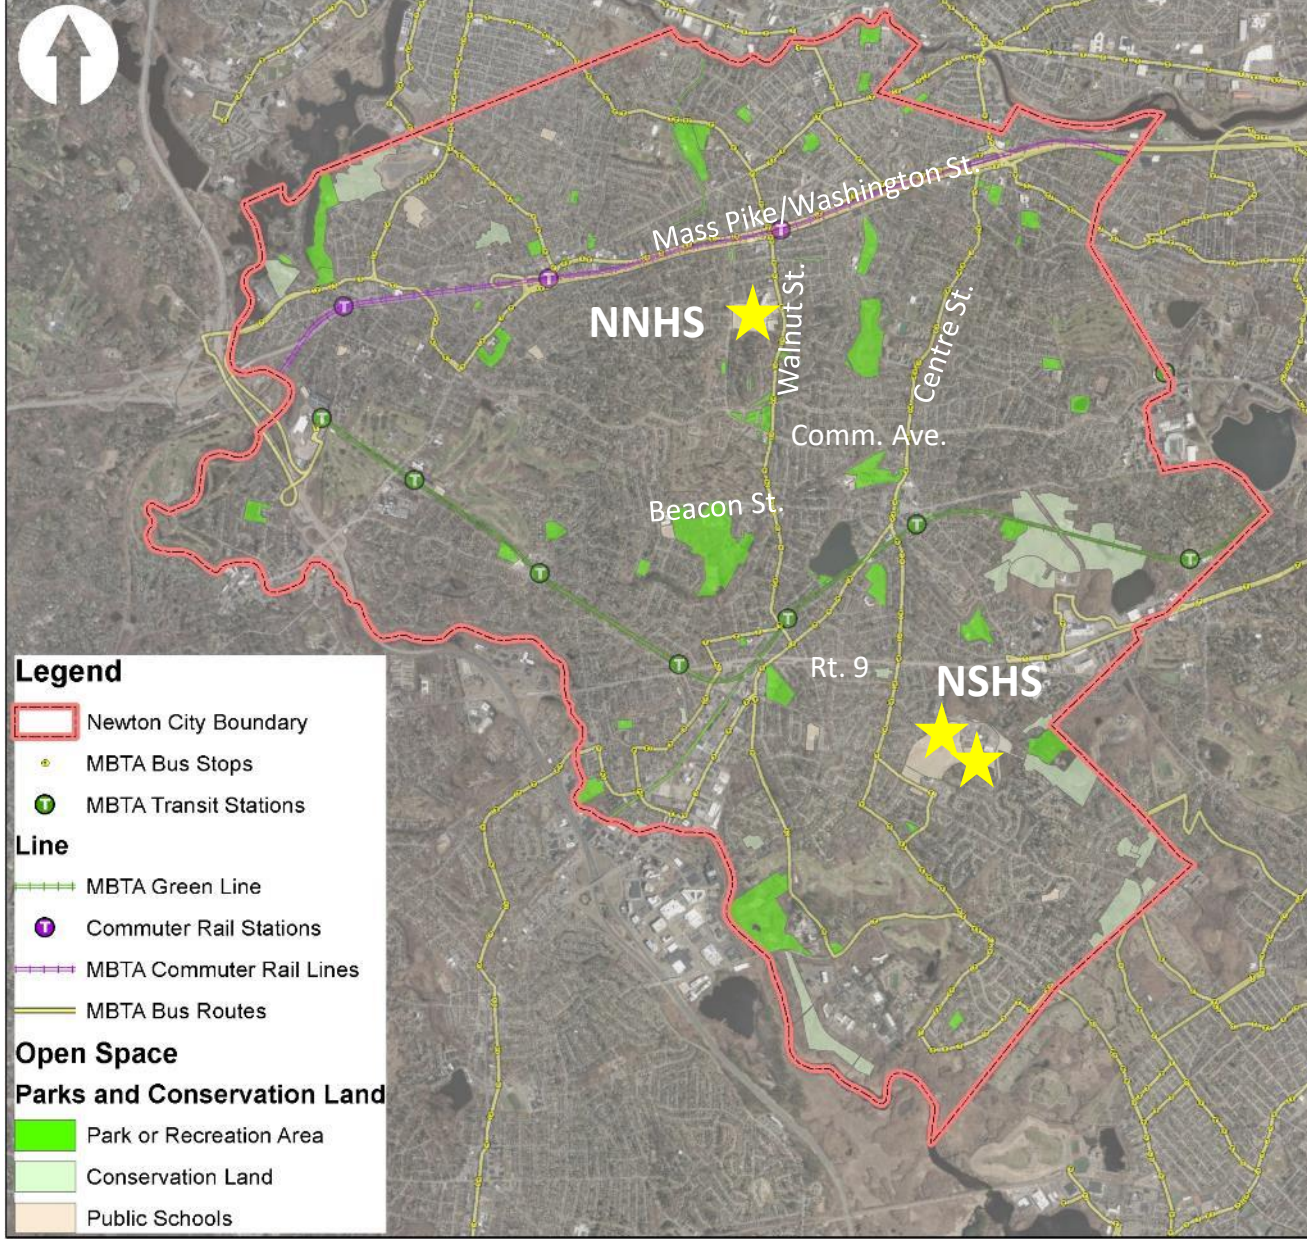 Mass Pike/Washington St.
NNHS
Walnut St.
Centre St.
Comm. Ave.
Beacon St.
Rt. 9
NSHS
Legend
Newton City Boundary
MBTA Bus Stops
T MBTA Transit Stations
Line
MBTA Green Line
T Commuter Rail Stations
MBTA Commuter Rail Lines
MBTA Bus Routes
Open Space
Parks and Conservation Land
Park or Recreation Area
Conservation Land
Public Schools